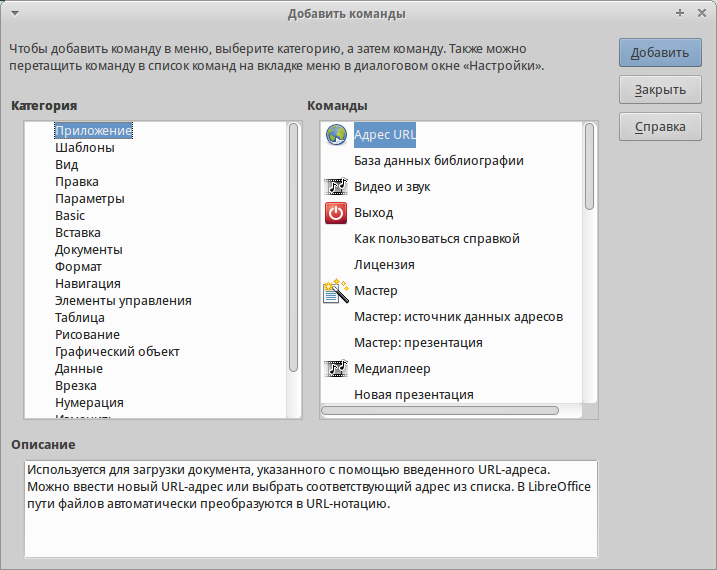 Добавить команды
Чтобы добавить команду в меню, выберите категорию, а затем команду. Также можно
перетащить команду в список команд на вкладке меню в диалоговом окне «Настройки».
Добавить
Закрыть
Справка
Категория
Приложение
Шаблоны
Вид
Правка
Параметры
Basic
Вставка
Документы
Формат
Навигация
Элементы управления
Таблица
Рисование
Графический объект
Данные
Врезка
Нумерация
Изменить
Команды
Адрес URL
База данных библиографии
Видео и звук
Выход
Как пользоваться справкой
Лицензия
Мастер
Мастер: источник данных адресов
Мастер: презентация
Медиаплеер
Новая презентация
Описание
Используется для загрузки документа, указанного с помощью введенного URL-адреса.
Можно ввести новый URL-адрес или выбрать соответствующий адрес из списка. В LibreOffice
пути файлов автоматически преобразуются в URL-нотацию.